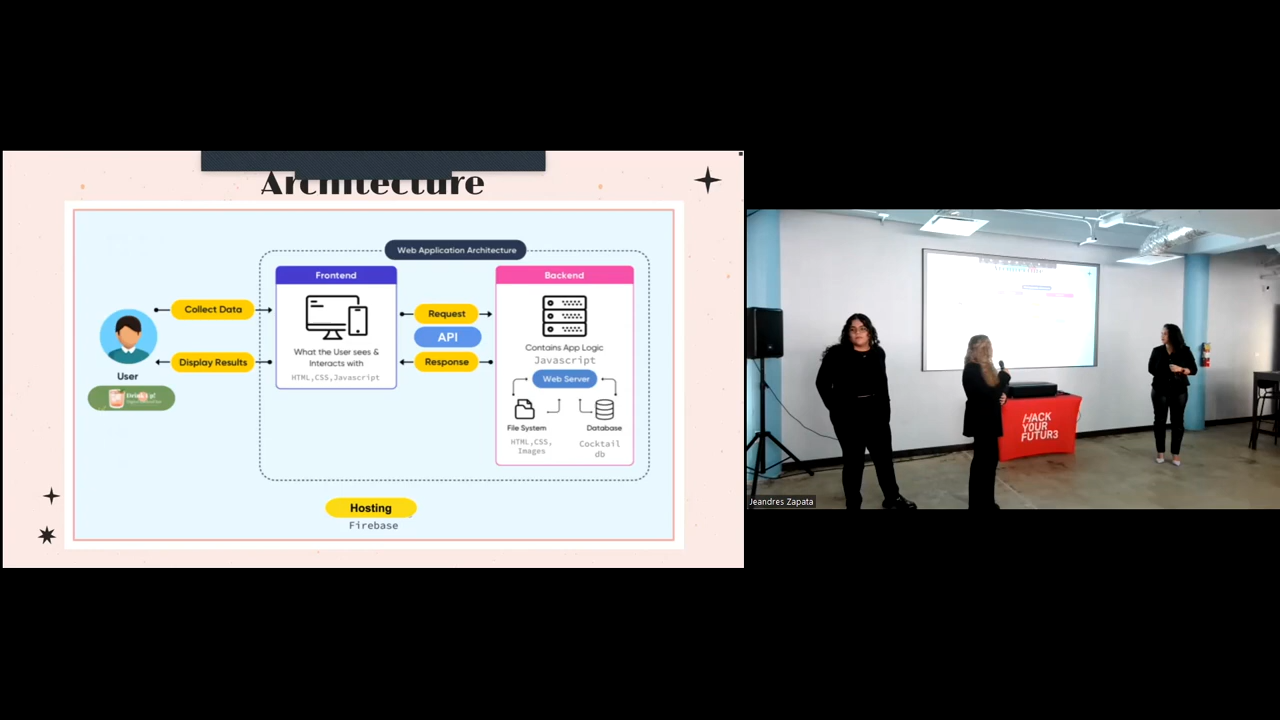 Architecture
Web Application Architecture
Frontend
Backend
Collect Data
Request
What the User sees &
Interacts with
HTML,CSS,Javascript
API
Contains App Logic
Javascript
Display Results
Response
User
Web Server
Drink Up!
File System
Database
HTML,CSS,
Images
Cocktail
db
Hosting
Firebase
HACK
YOUR
FUTUR3
Jeandres Zapata